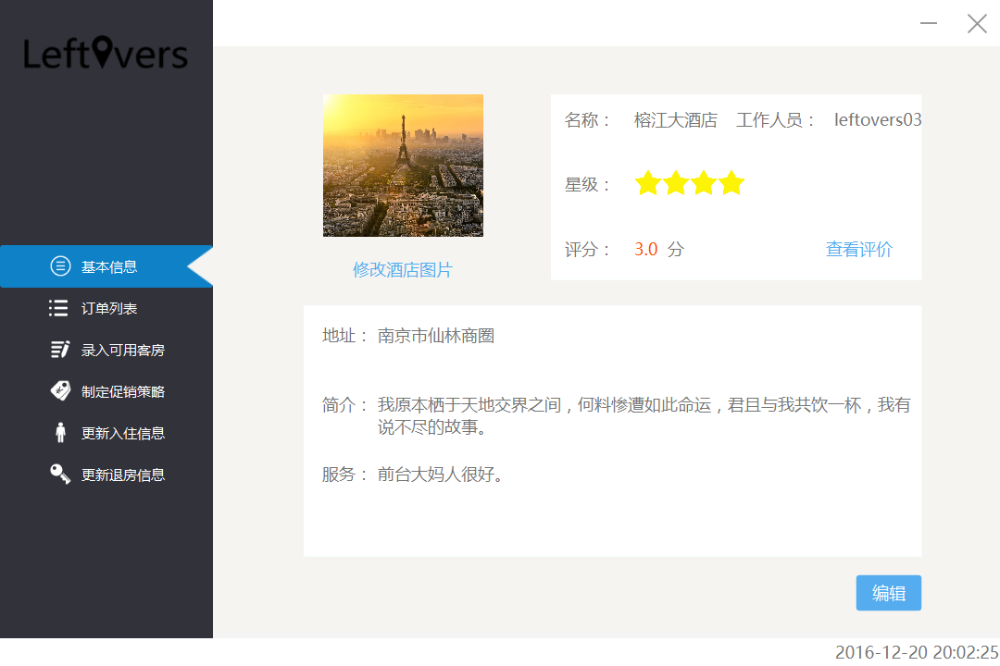 Leftovers
基本信息
订单列表
录入可用客房
制定促销策略
更新入住信息
更新退房信息
修改酒店图片
名称： 榕江大酒店 工作人员： leftovers03
星级：
评分： 3.0 分 查看评价
地址： 南京市仙林商圈
简介： 我原本栖于天地交界之间，何料惨遭如此命运，君且与我共饮一杯，我有
说不尽的故事。
服务： 前台大妈人很好。
编辑
2016-12-20 20:02:25